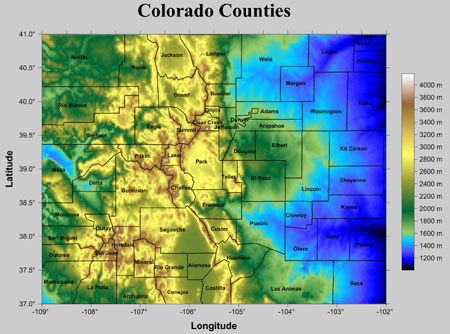 Colorado Counties
41.0°
40.5°
40.0°
39.5°
39.0°
38.5°
38.0°
37.5°
37.0°
Latitude
-109°
-108°
-107°
-106°
-105°
-104°
-103°
-102°
Longitude
4000 m
3800 m
3600 m
3400 m
3200 m
3000 m
2800 m
2600 m
2400 m
2200 m
2000 m
1800 m
1600 m
1400 m
1200 m
Moffat
Routt
Jackson
Larimer
Weld
Logan
Phillips
Morgan
Grand
Boulder
Rio Blanco
Washington
Yuma
Gilpin
Adams
Clear Creek
Denver
Jefferson
Arapahoe
Eagle
Summit
Garfield
Douglas
Elbert
Kit Carson
Pitkin
Lake
Park
Mesa
Teller
El Paso
Cheyenne
Delta
Gunnison
Chaffee
Lincoln
Fremont
Kiowa
Montrose
Crowley
Pueblo
Ouray
Saguache
Custer
San Miguel
Hinsdale
Otero
Bent
Prowers
Dolores
San Juan
Mineral
Rio Grande
Alamosa
Huerfano
Montezuma
La Plata
Archuleta
Conejos
Costilla
Las Animas
Baca